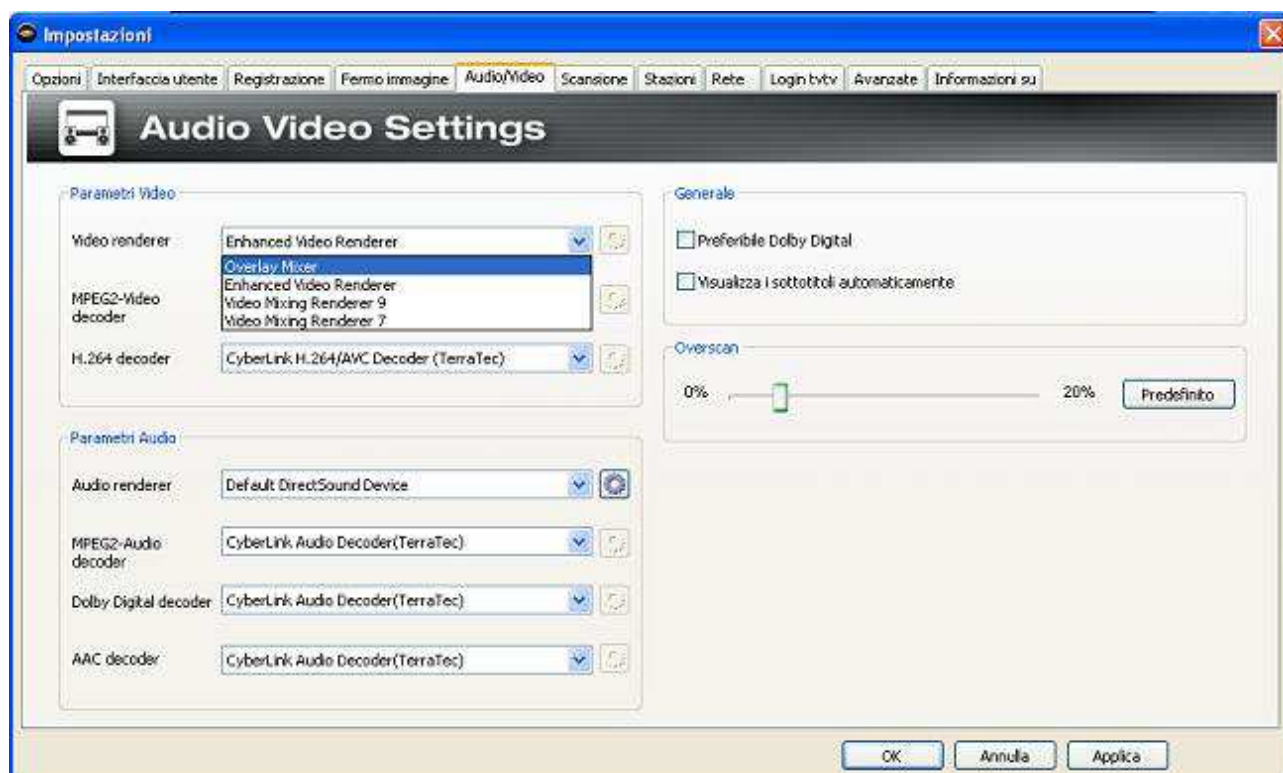 Impostazioni
Opzioni Interfaccia utente Registrazione Fermo immagine Audio/Video Scansione Stazioni Rete Login tvtv Avanzate Informazioni su
Audio Video Settings
Parametri Video
Video renderer Enhanced Video Renderer
Overlay Mixer
Enhanced Video Renderer
Video Mixing Renderer 9
Video Mixing Renderer 7
MPEG2-Video
decoder
H.264 decoder CyberLink H.264/AVC Decoder (TerraTec)
Parametri Audio
Audio renderer Default DirectSound Device
MPEG2-Audio
decoder
CyberLink Audio Decoder(TerraTec)
Dolby Digital decoder CyberLink Audio Decoder(TerraTec)
AAC decoder CyberLink Audio Decoder(TerraTec)
Generale
Preferibile Dolby Digital
Visualizza i sottotitoli automaticamente
Overscan
0% 20% Predefinito
OK Annulla Applica